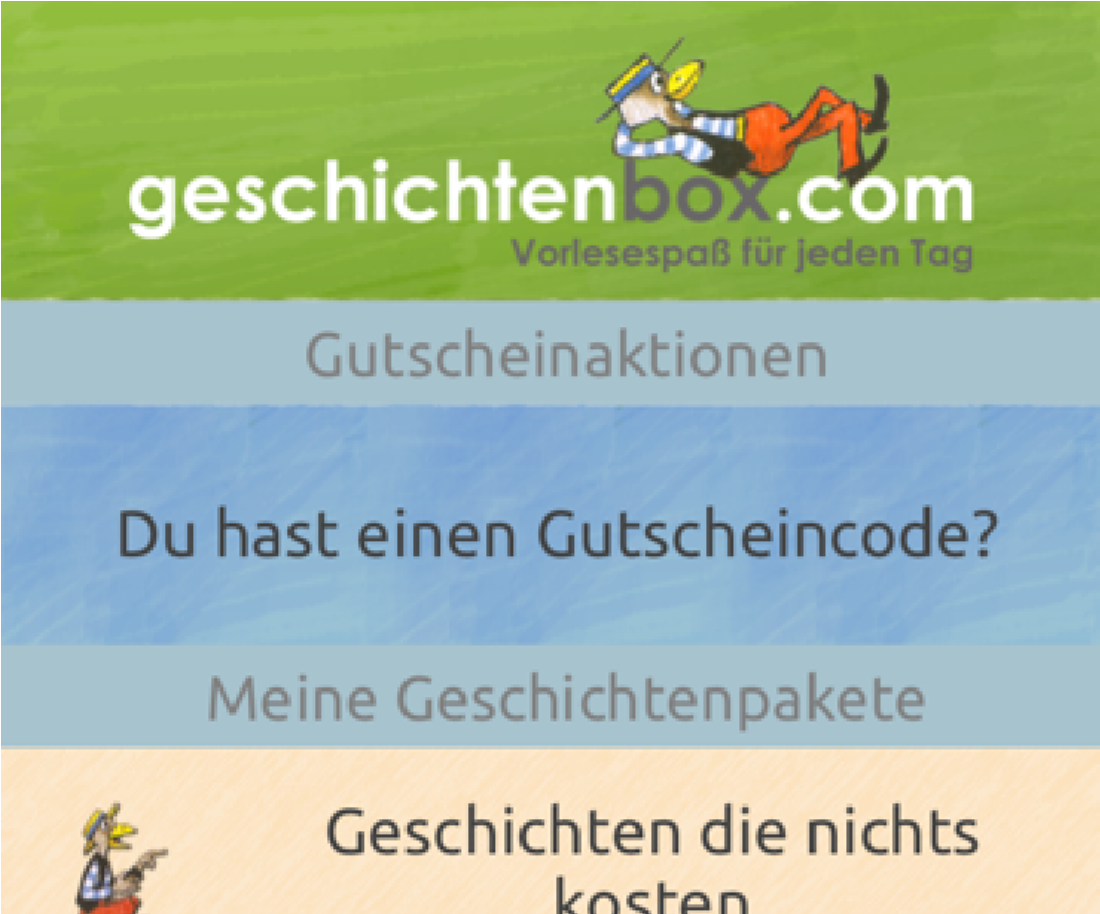 geschichtenbox.com
Vorlesespaß für jeden Tag
Gutscheinaktionen
Du hast einen Gutscheincode?
Meine Geschichtenpakete
Geschichten die nichts
kosten